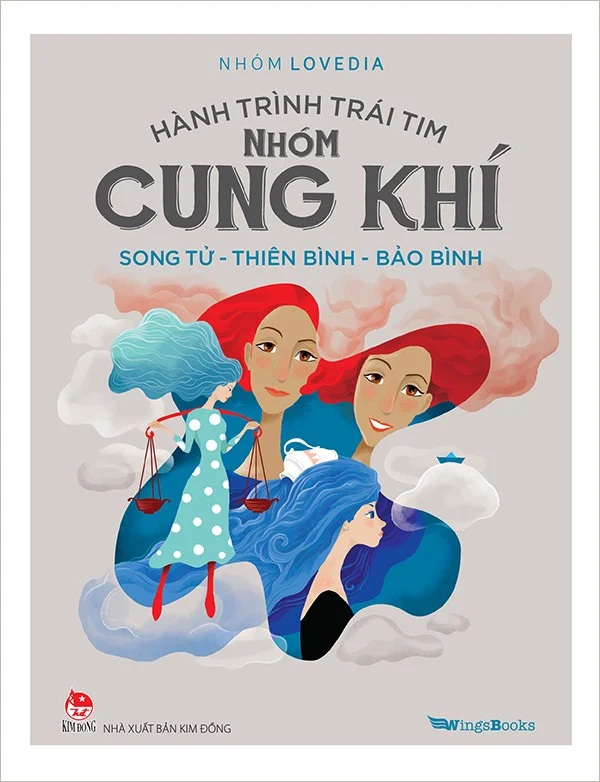 NHÓM LOVEDIA
HÀNH TRÌNH TRÁI TIM
NHÓM
CUNG KHÍ
SONG TỬ - THIÊN BÌNH - BẢO BÌNH
KIM ĐỒNG
NHÀ XUẤT BẢN KIM ĐỒNG
WingsBooks